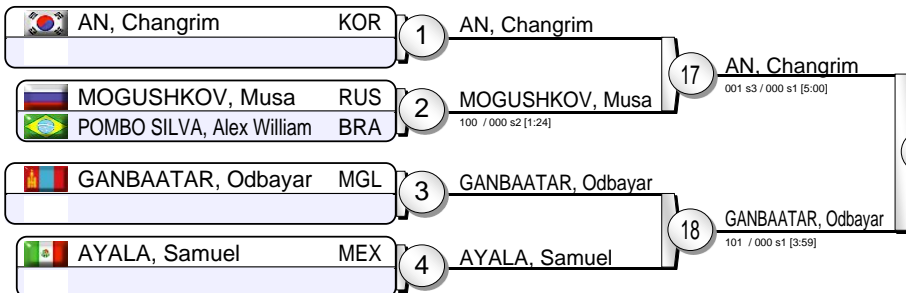 AN, Changrim KOR
1
AN, Changrim
MOGUSHKOV, Musa RUS
POMBO SILVA, Alex William BRA
2
MOGUSHKOV, Musa
100 / 000 s2 [1:24]
17
AN, Changrim
001 s3 / 000 s1 [5:00]
GANBAATAR, Odbayar MGL
3
GANBAATAR, Odbayar
AYALA, Samuel MEX
4
AYALA, Samuel
18
GANBAATAR, Odbayar
101 / 000 s1 [3:59]